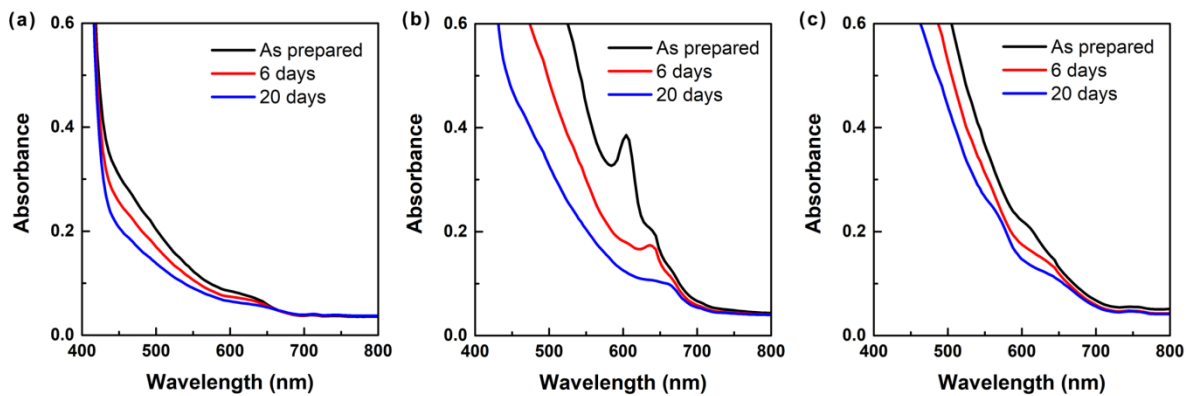 (a)
0.6
0.4
0.2
0.0
Absorbance
As prepared
6 days
20 days
400 500 600 700 800
Wavelength (nm)
(b)
0.6
0.4
0.2
0.0
Absorbance
As prepared
6 days
20 days
400 500 600 700 800
Wavelength (nm)
(c)
0.6
0.4
0.2
0.0
Absorbance
As prepared
6 days
20 days
400 500 600 700 800
Wavelength (nm)